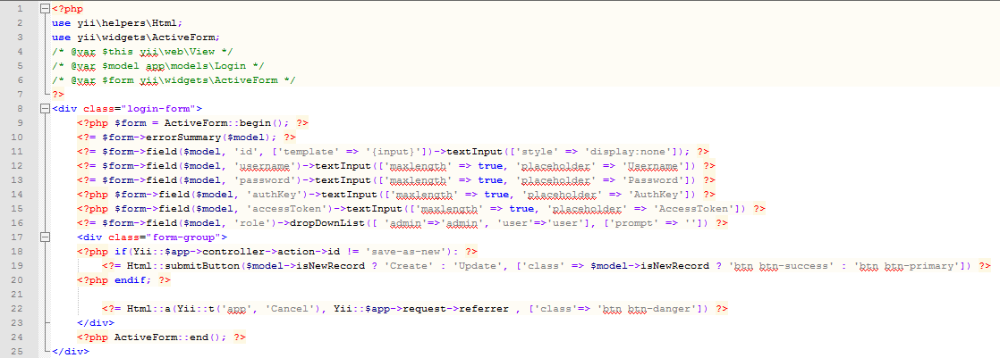 1 <?php
2 use yii\helpers\Html;
3 use yii\widgets\ActiveForm;
4 /* @var $this yii\web\View */
5 /* @var $model app\models\Login */
6 /* @var $form yii\widgets\ActiveForm */
7 ?>
8 <div class="login-form">
9 <?php $form = ActiveForm::begin(); ?>
10 <?= $form->errorSummary($model); ?>
11 <?= $form->field($model, 'id', ['template' => '{input}'])->textInput(['style' => 'display:none']); ?>
12 <?= $form->field($model, 'username')->textInput(['maxlength' => true, 'placeholder' => 'Username']) ?>
13 <?= $form->field($model, 'password')->textInput(['maxlength' => true, 'placeholder' => 'Password']) ?>
14 <?php $form->field($model, 'authKey')->textInput(['maxlength' => true, 'placeholder' => 'AuthKey']) ?>
15 <?php $form->field($model, 'accessToken')->textInput(['maxlength' => true, 'placeholder' => 'AccessToken']) ?>
16 <?= $form->field($model, 'role')->dropDownList([ 'admin'=>'admin', 'user'=>'user'], ['prompt' => '']) ?>
17 <div class="form-group">
18 <?php if(Yii::$app->controller->action->id != 'save-as-new'): ?>
19 <?= Html::submitButton($model->isNewRecord ? 'Create' : 'Update', ['class' => $model->isNewRecord ? 'btn btn-success' : 'btn btn-primary']) ?>
20 <?php endif; ?>
21
22 <?= Html::a(Yii::t('app', 'Cancel'), Yii::$app->request->referrer , ['class'=> 'btn btn-danger']) ?>
23 </div>
24 <?php ActiveForm::end(); ?>
25 </div>